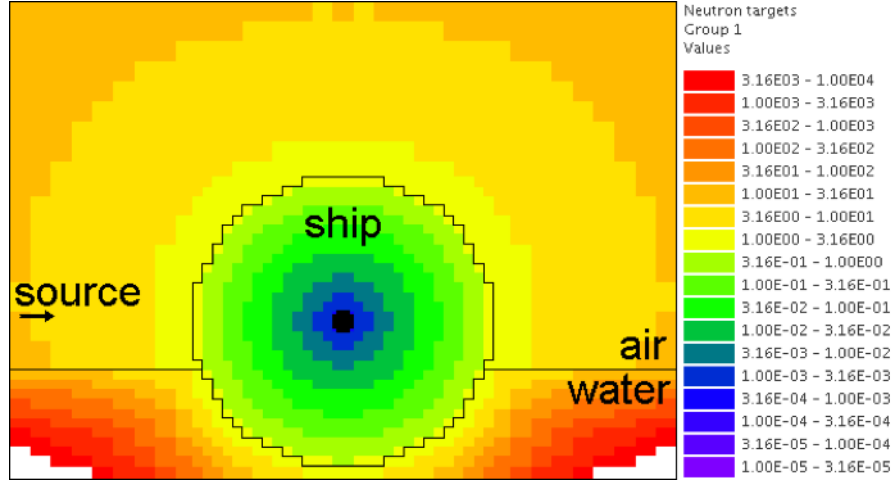 Neutron targets
Group 1
Values
3.16E03 - 1.00E04
1.00E03 - 3.16E03
3.16E02 - 1.00E03
1.00E02 - 3.16E02
3.16E01 - 1.00E02
1.00E01 - 3.16E01
3.16E00 - 1.00E01
1.00E00 - 3.16E00
3.16E-01 - 1.00E00
1.00E-01 - 3.16E-01
3.16E-02 - 1.00E-01
1.00E-02 - 3.16E-02
3.16E-03 - 1.00E-02
1.00E-03 - 3.16E-03
3.16E-04 - 1.00E-03
1.00E-04 - 3.16E-04
3.16E-05 - 1.00E-04
1.00E-05 - 3.16E-05
ship
source
air
water